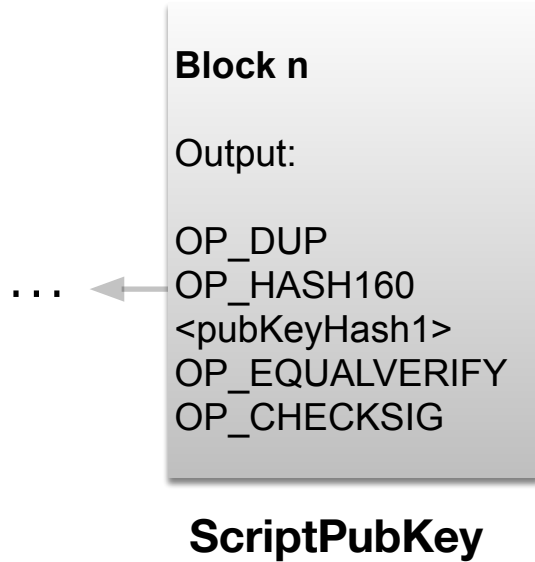 Block n
Output:
OP_DUP
... OP_HASH160
<pubKeyHash1>
OP_EQUALVERIFY
OP_CHECKSIG
ScriptPubKey